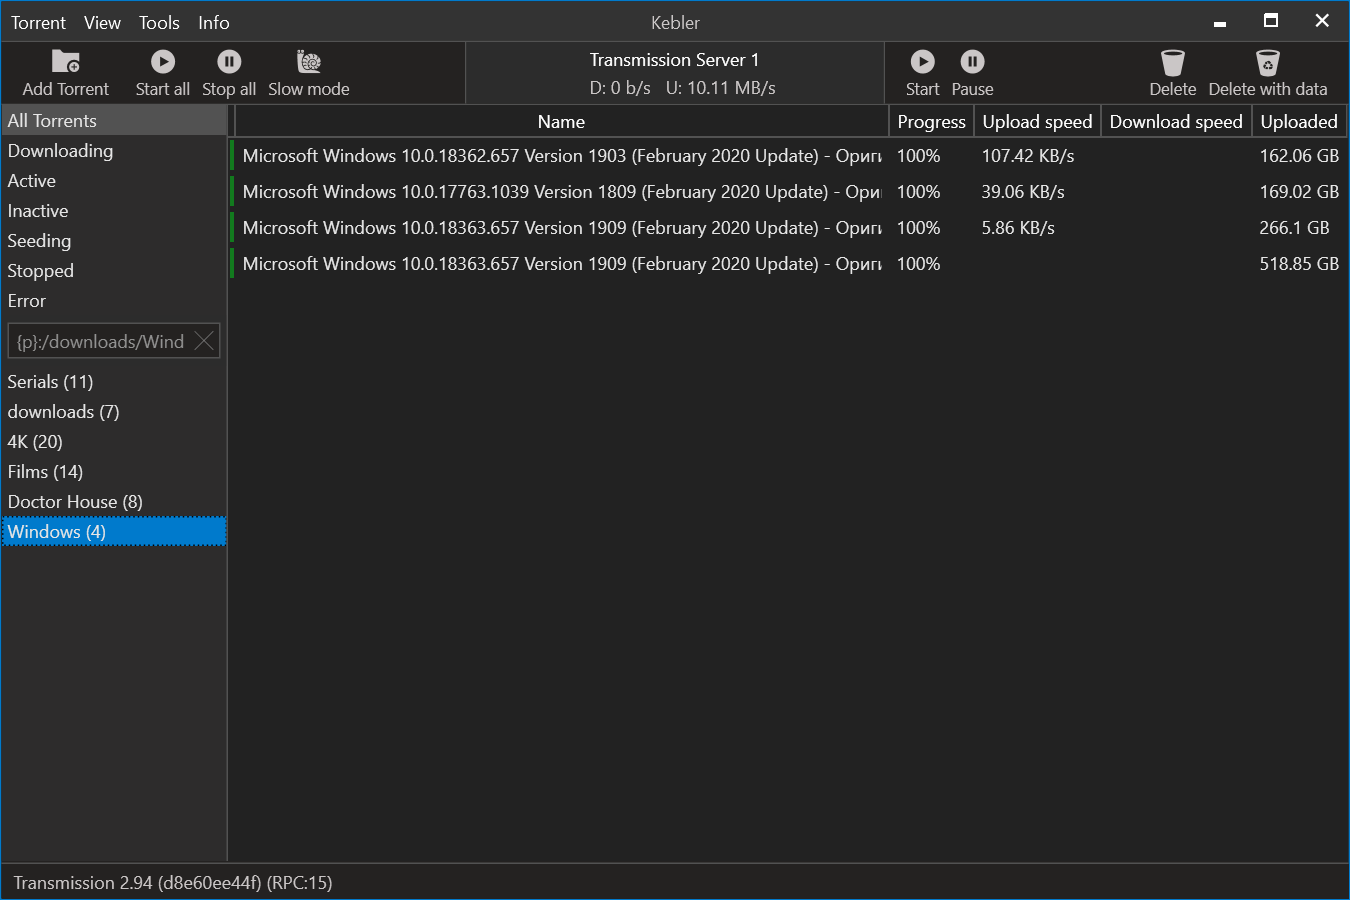 Torrent View Tools Info Kebler
Add Torrent Start all Stop all Slow mode
Transmission Server 1
D: 0 b/s U: 10.11 MB/s
Start Pause Delete Delete with data
All Torrents
Downloading
Active
Inactive
Seeding
Stopped
Error
{p}:/downloads/Wind
Serials (11)
downloads (7)
4K (20)
Films (14)
Doctor House (8)
Windows (4)
Name Progress Upload speed Download speed Uploaded
Microsoft Windows 10.0.18362.657 Version 1903 (February 2020 Update) - Ориги 100% 107.42 KB/s 162.06 GB
Microsoft Windows 10.0.17763.1039 Version 1809 (February 2020 Update) - Ори 100% 39.06 KB/s 169.02 GB
Microsoft Windows 10.0.18363.657 Version 1909 (February 2020 Update) - Ориги 100% 5.86 KB/s 266.1 GB
Microsoft Windows 10.0.18363.657 Version 1909 (February 2020 Update) - Ориги 100% 518.85 GB
Transmission 2.94 (d8e60ee44f) (RPC:15)